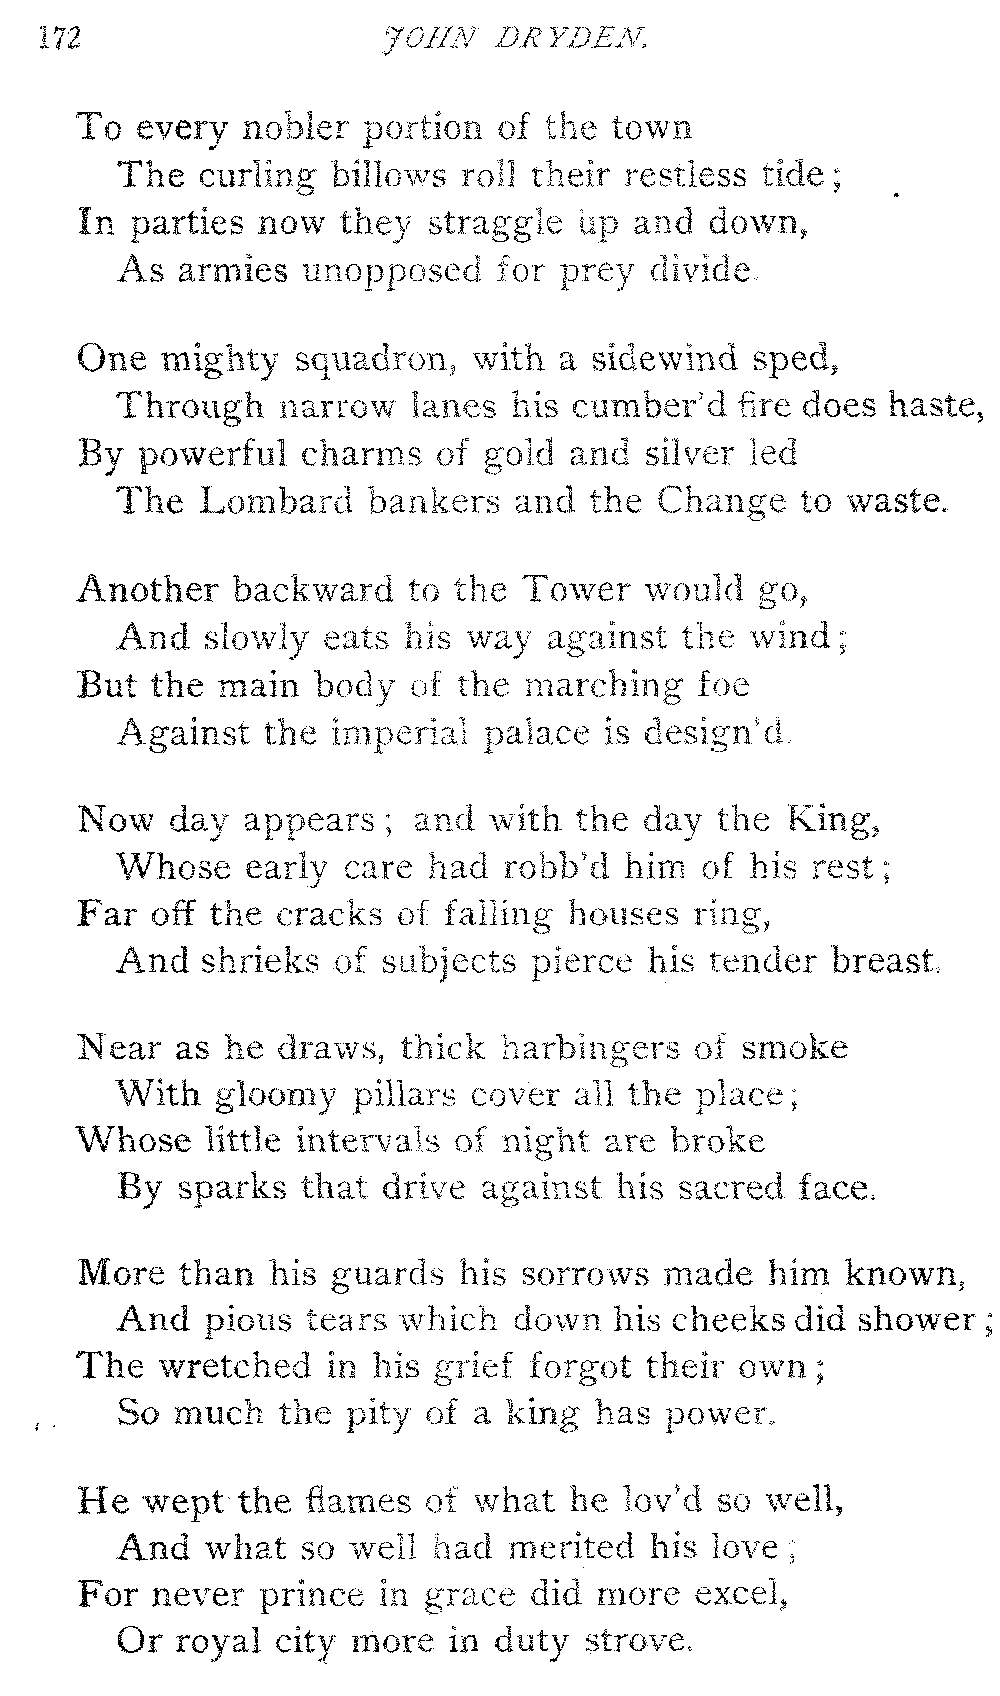 172 JOHN DRYDEN.
To every nobler portion of the town
The curling billows roll their restless tide;
In parties now they straggle up and down,
As armies unopposed for prey divide.
One mighty squadron, with a sidewind sped,
Through narrow lanes his cumber'd fire does haste,
By powerful charms of gold and silver led
The Lombard bankers and the Change to waste.
Another backward to the Tower would go,
And slowly eats his way against the wind;
But the main body of the marching foe
Against the imperial palace is design'd.
Now day appears; and with the day the King,
Whose early care had robb'd him of his rest;
Far off the cracks of falling houses ring,
And shrieks of subjects pierce his tender breast.
Near as he draws, thick harbingers of smoke
With gloomy pillars cover all the place;
Whose little intervals of night are broke
By sparks that drive against his sacred face.
More than his guards his sorrows made him known,
And pious tears which down his cheeks did shower;
The wretched in his grief forgot their own;
So much the pity of a king has power.
He wept the flames of what he lov'd so well,
And what so well had merited his love;
For never prince in grace did more excel,
Or royal city more in duty strove.